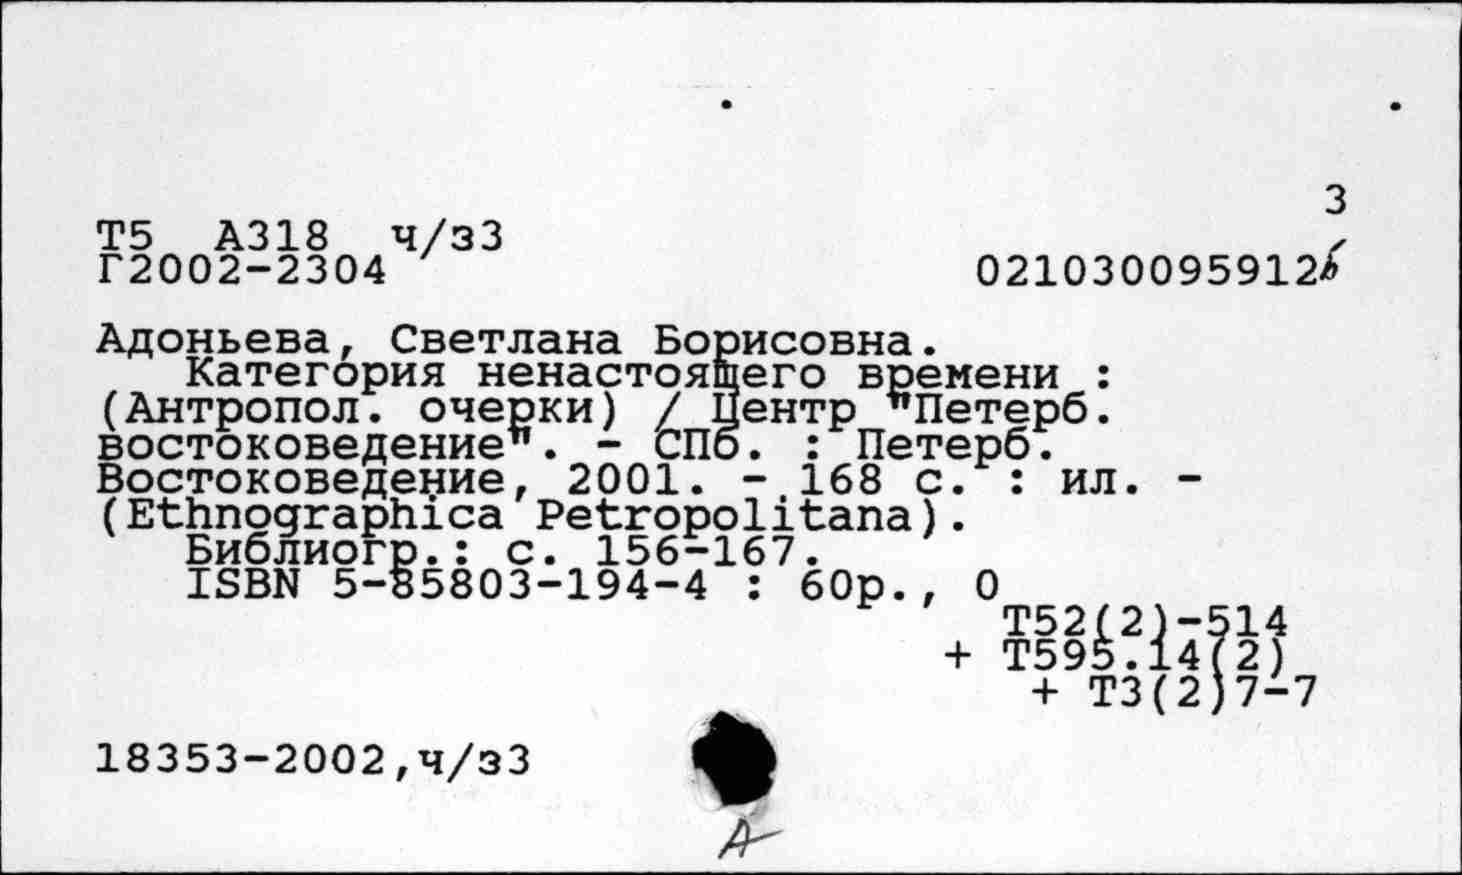 3
Т5 А318 ч/з3
Г2002-2304 021030095912
Адоньева, Светлана Борисовна.
Категория ненастоящего времени :
(Антропол. очерки) / Центр "Петерб.
востоковедение". - СПб. : Петерб.
Востоковедение, 2001. - 168 с. : ил. -
(Ethnographica Petropolitana).
Библиогр.: с. 156-167.
ISBN 5-85803-194-4 : 60р., 0
Т52(2)-514
+ Т595.14(2)
+ Т3(2)7-7
18353-2002,ч/з3
А